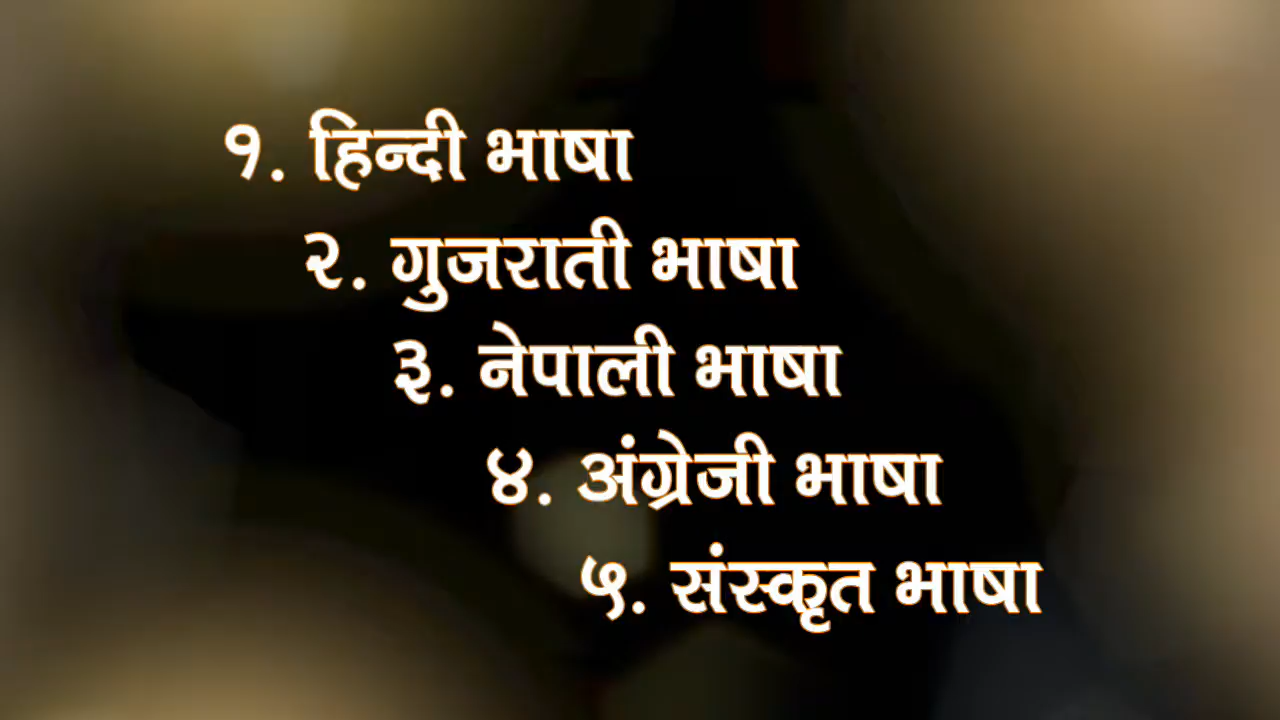 १. हिन्दी भाषा
२. गुजराती भाषा
३. नेपाली भाषा
४. अंग्रेजी भाषा
५. संस्कृत भाषा